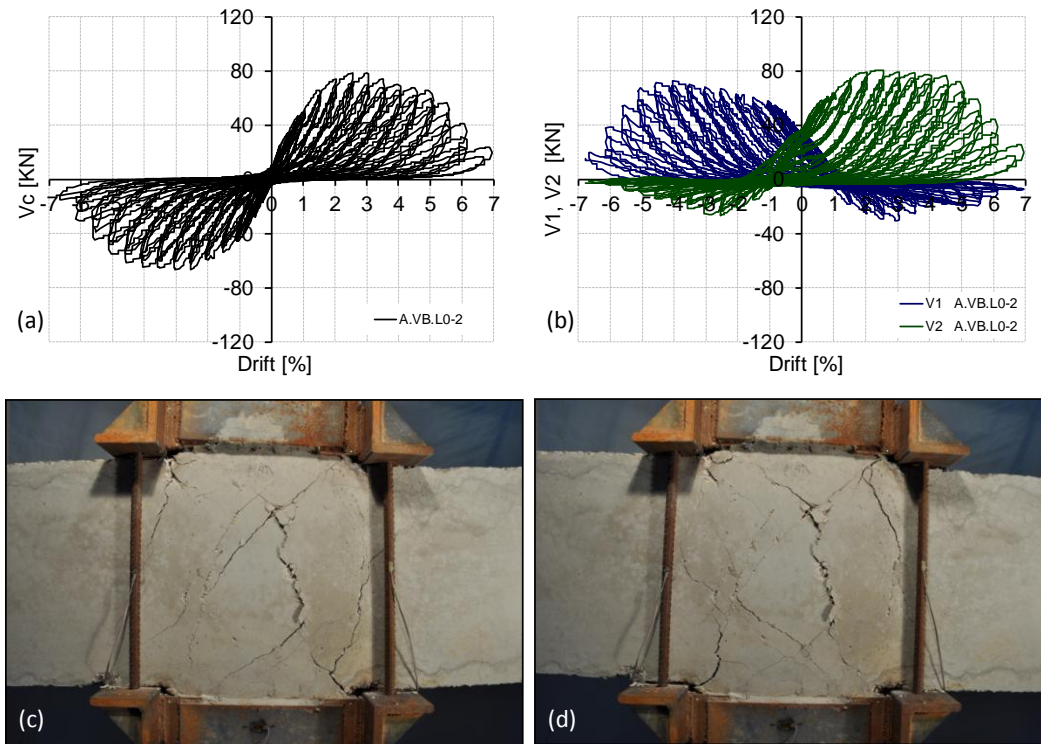 120
80
40
0
-40
-80
-120
-7 -6 -5 -4 -3 -2 -1 0 1 2 3 4 5 6 7
Vc [KN]
Drift [%]
A.VB.L0-2
(a)
120
80
40
0
-40
-80
-120
-7 -6 -5 -4 -3 -2 -1 0 1 2 3 4 5 6 7
V1, V2 [KN]
Drift [%]
V1 A.VB.L0-2
V2 A.VB.L0-2
(b)
(c)
(d)